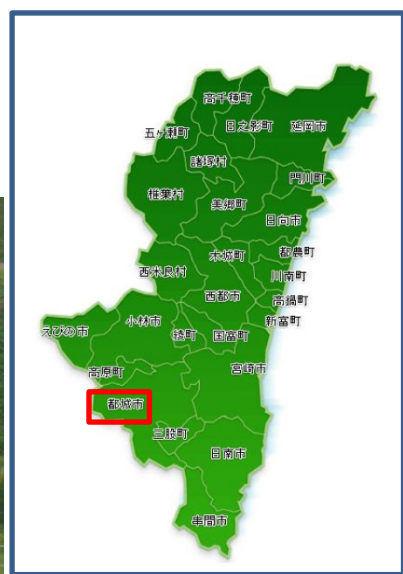 高千穂町
日之影町
延岡市
五ヶ瀬町
諸塚村
門川町
椎葉村
美郷町
日向市
木城町
都農町
西米良村
川南町
西都市
高鍋町
新富町
小林市
えびの市
綾町
国富町
宮崎市
高原町
都城市
三股町
日南市
串間市